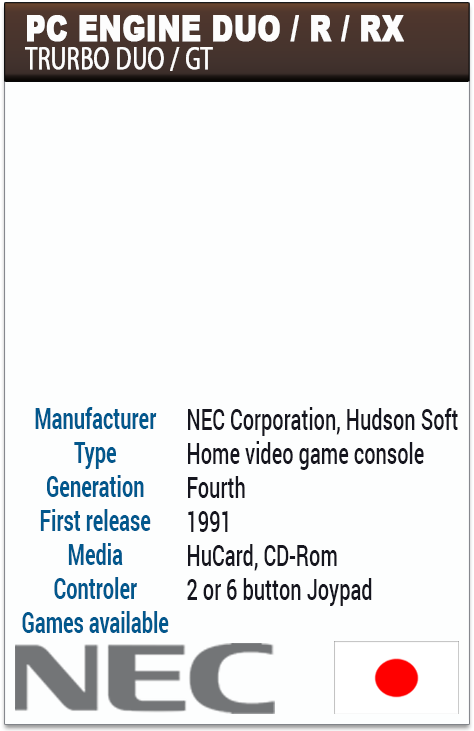 PC ENGINE DUO / R / RX
TRURBO DUO / GT
Manufacturer NEC Corporation, Hudson Soft
Type Home video game console
Generation Fourth
First release 1991
Media HuCard, CD-Rom
Controler 2 or 6 button Joypad
Games available
NEC